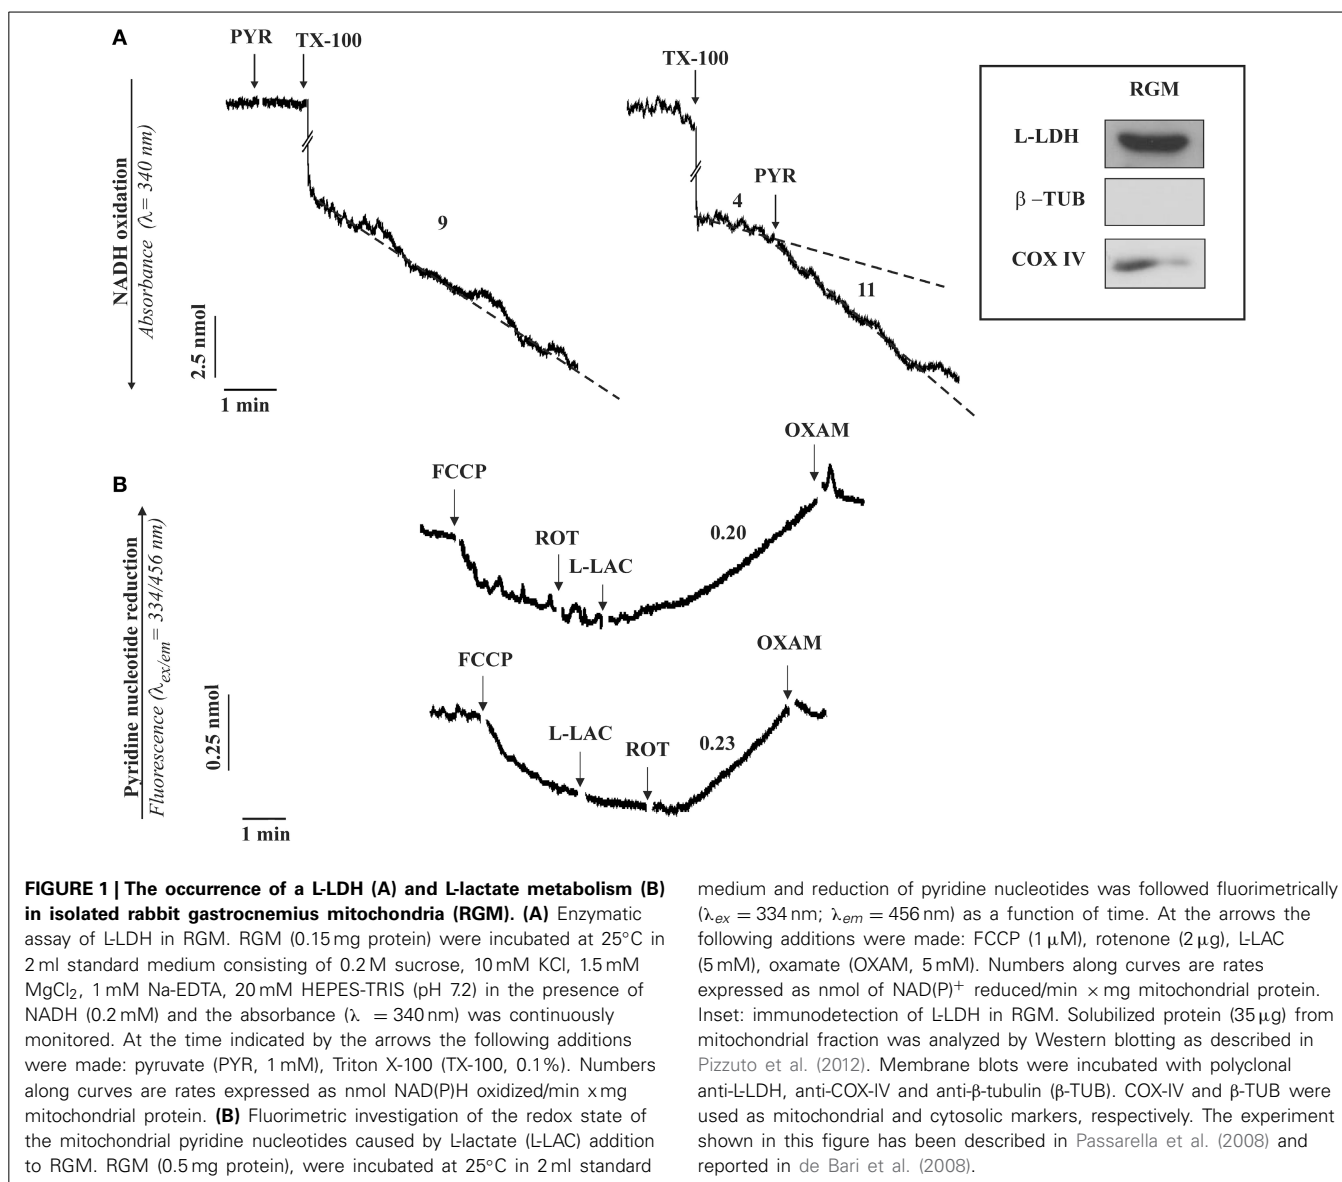 A
PYR
TX-100
9
NADH oxidation
Absorbance (λ= 340 nm)
2.5 nmol
1 min
TX-100
4
PYR
11
RGM
L-LDH
β –TUB
COX IV
B
FCCP
ROT
L-LAC
0.20
OXAM
Pyridine nucleotide reduction
Fluorescence (λex/em= 334/456 nm)
FCCP
L-LAC
ROT
0.23
OXAM
0.25 nmol
1 min
FIGURE 1 | The occurrence of a L-LDH (A) and L-lactate metabolism (B)
in isolated rabbit gastrocnemius mitochondria (RGM). (A) Enzymatic
assay of L-LDH in RGM. RGM (0.15 mg protein) were incubated at 25°C in
2 ml standard medium consisting of 0.2 M sucrose, 10 mM KCl, 1.5 mM
MgCl2, 1 mM Na-EDTA, 20 mM HEPES-TRIS (pH 7.2) in the presence of
NADH (0.2 mM) and the absorbance (λ = 340 nm) was continuously
monitored. At the time indicated by the arrows the following additions
were made: pyruvate (PYR, 1 mM), Triton X-100 (TX-100, 0.1%). Numbers
along curves are rates expressed as nmol NAD(P)H oxidized/min x mg
mitochondrial protein. (B) Fluorimetric investigation of the redox state of
the mitochondrial pyridine nucleotides caused by L-lactate (L-LAC) addition
to RGM. RGM (0.5 mg protein), were incubated at 25°C in 2 ml standard
medium and reduction of pyridine nucleotides was followed fluorimetrically
(λex = 334 nm; λem = 456 nm) as a function of time. At the arrows the
following additions were made: FCCP (1 μM), rotenone (2 μg), L-LAC
(5 mM), oxamate (OXAM, 5 mM). Numbers along curves are rates
expressed as nmol of NAD(P)+ reduced/min × mg mitochondrial protein.
Inset: immunodetection of L-LDH in RGM. Solubilized protein (35 μg) from
mitochondrial fraction was analyzed by Western blotting as described in
Pizzuto et al. (2012). Membrane blots were incubated with polyclonal
anti-L-LDH, anti-COX-IV and anti-β-tubulin (β-TUB). COX-IV and β-TUB were
used as mitochondrial and cytosolic markers, respectively. The experiment
shown in this figure has been described in Passarella et al. (2008) and
reported in de Bari et al. (2008).